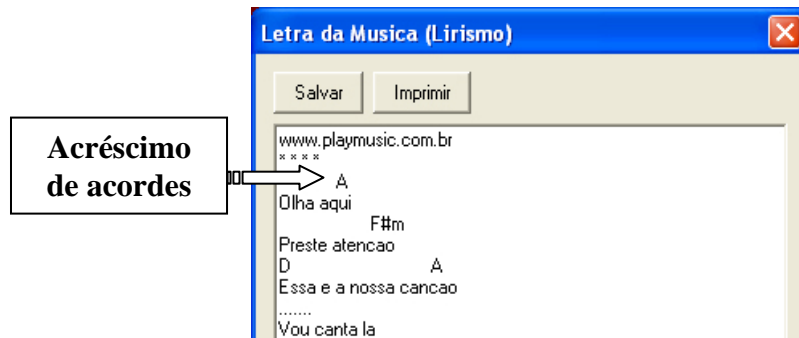 Letra da Musica (Lirismo)
Salvar Imprimir
Acréscimo
de acordes
www.playmusic.com.br
* * * *
A
Olha aqui
F#m
Preste atencao
D A
Essa e a nossa cancao
.......
Vou canta la